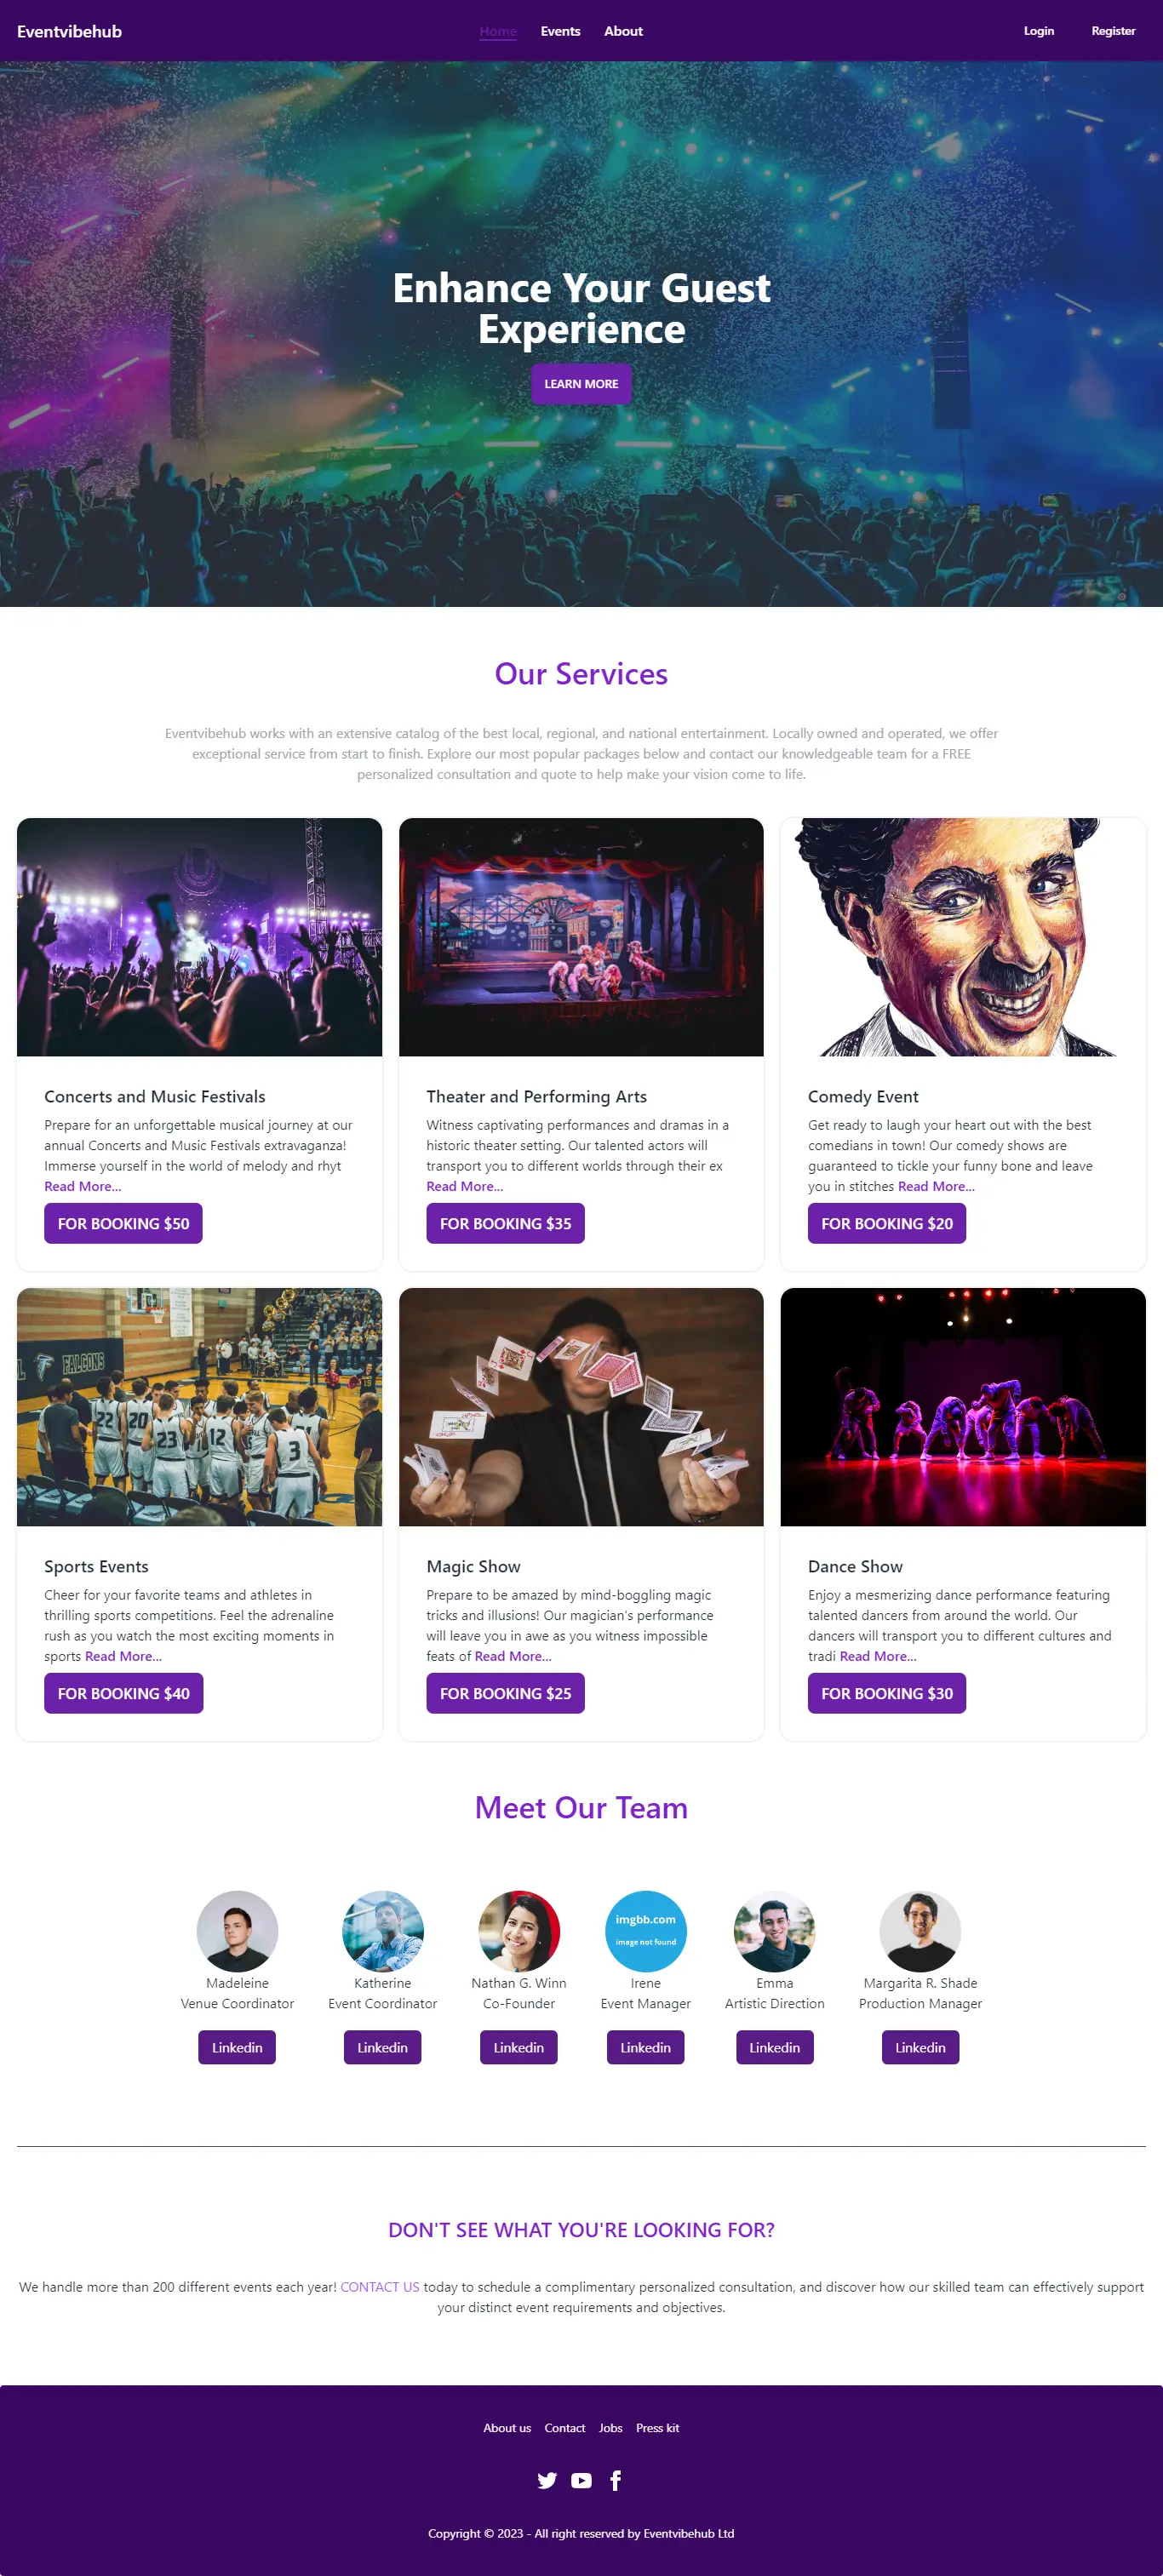 Eventvibehub
Home
Events
About
Login
Register
Enhance Your Guest
Experience
LEARN MORE
Our Services
Eventvibehub works with an extensive catalog of the best local, regional, and national entertainment. Locally owned and operated, we offer
exceptional service from start to finish. Explore our most popular packages below and contact our knowledgeable team for a FREE
personalized consultation and quote to help make your vision come to life.
Concerts and Music Festivals
Prepare for an unforgettable musical journey at our
annual Concerts and Music Festivals extravaganza!
Immerse yourself in the world of melody and rhyt
Read More...
FOR BOOKING $50
Theater and Performing Arts
Witness captivating performances and dramas in a
historic theater setting. Our talented actors will
transport you to different worlds through their ex
Read More...
FOR BOOKING $35
Comedy Event
Get ready to laugh your heart out with the best
comedians in town! Our comedy shows are
guaranteed to tickle your funny bone and leave
you in stitches Read More...
FOR BOOKING $20
FALCONS
22
20
23
12
3
Sports Events
Cheer for your favorite teams and athletes in
thrilling sports competitions. Feel the adrenaline
rush as you watch the most exciting moments in
sports Read More...
FOR BOOKING $40
Magic Show
Prepare to be amazed by mind-boggling magic
tricks and illusions! Our magician's performance
will leave you in awe as you witness impossible
feats of Read More...
FOR BOOKING $25
Dance Show
Enjoy a mesmerizing dance performance featuring
talented dancers from around the world. Our
dancers will transport you to different cultures and
tradi Read More...
FOR BOOKING $30
Meet Our Team
Madeleine
Venue Coordinator
Linkedin
Katherine
Event Coordinator
Linkedin
Nathan G. Winn
Co-Founder
Linkedin
imgbb.com
image not found
Irene
Event Manager
Linkedin
Emma
Artistic Direction
Linkedin
Margarita R. Shade
Production Manager
Linkedin
DON'T SEE WHAT YOU'RE LOOKING FOR?
We handle more than 200 different events each year! CONTACT US today to schedule a complimentary personalized consultation, and discover how our skilled team can effectively support
your distinct event requirements and objectives.
About us
Contact
Jobs
Press kit
Copyright © 2023 - All right reserved by Eventvibehub Ltd